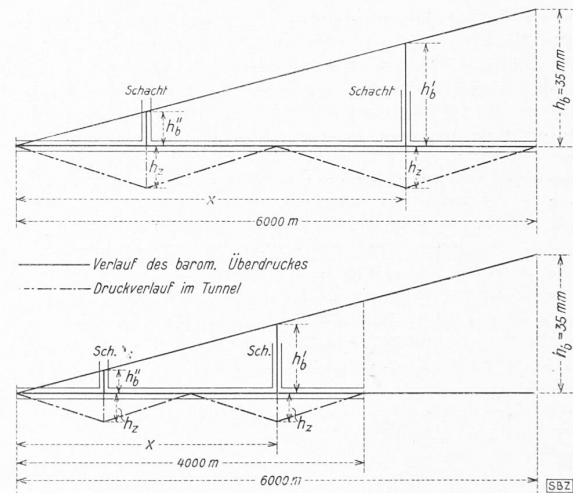 Schacht
h''b
hz
Schacht
h'b
hz
hb = 35 mm
x
6000 m
Verlauf des barom. Überdruckes
Druckverlauf im Tunnel
Sch.
h''b
hz
Sch.
h'b
hz
hb = 35 mm
x
4000 m
6000 m
SBZ